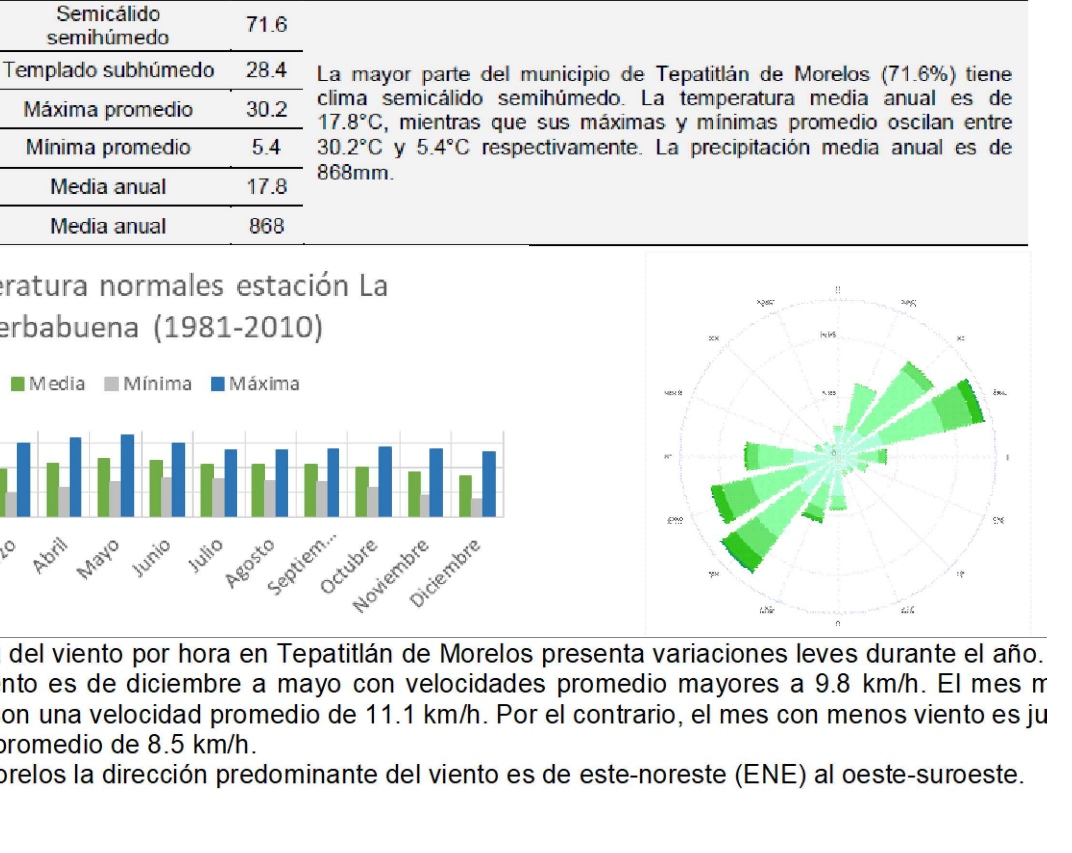 Semicálido
semihúmedo
71.6
Templado subhúmedo 28.4
Máxima promedio 30.2
Mínima promedio 5.4
Media anual 17.8
Media anual 868
La mayor parte del municipio de Tepatitlán de Morelos (71.6%) tiene
clima semicálido semihúmedo. La temperatura media anual es de
17.8°C, mientras que sus máximas y mínimas promedio oscilan entre
30.2°C y 5.4°C respectivamente. La precipitación media anual es de
868mm.
eratura normales estación La
erbabuena (1981-2010)
Media Mínima Máxima
zo Abril Mayo Junio Julio Agosto Septiem... Octubre Noviembre Diciembre
del viento por hora en Tepatitlán de Morelos presenta variaciones leves durante el año.
ento es de diciembre a mayo con velocidades promedio mayores a 9.8 km/h. El mes m
on una velocidad promedio de 11.1 km/h. Por el contrario, el mes con menos viento es ju
promedio de 8.5 km/h.
orelos la dirección predominante del viento es de este-noreste (ENE) al oeste-suroeste.